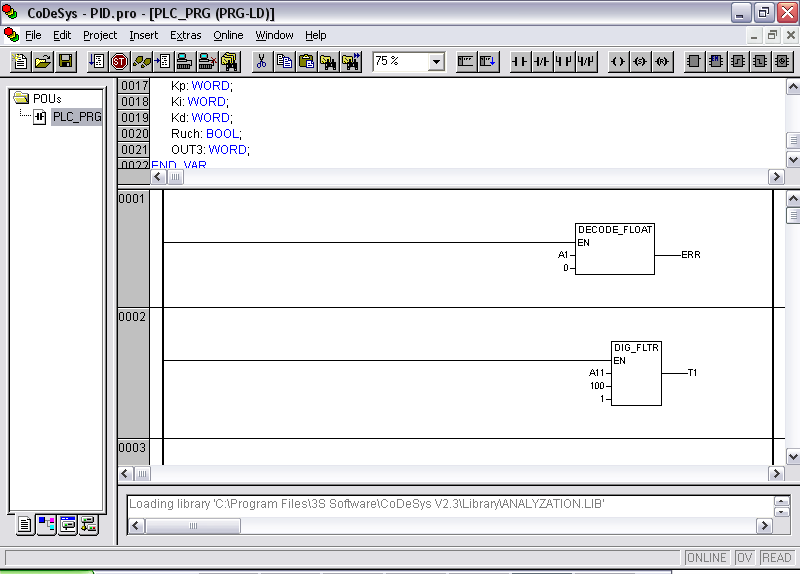 CoDeSys - PID.pro - [PLC_PRG (PRG-LD)]
File Edit Project Insert Extras Online Window Help
75 %
POUs
PLC_PRG
0017 Kp: WORD;
0018 Ki: WORD;
0019 Kd: WORD;
0020 Ruch: BOOL;
0021 OUT3: WORD;
0022 END_VAR
0001
DECODE_FLOAT
EN
A1
ERR
0
0002
DIG_FLTR
EN
A11
T1
100
1
0003
Loading library 'C:\Program Files\3S Software\CoDeSys V2.3\Library\ANALYZATION.LIB'
ONLINE OV READ